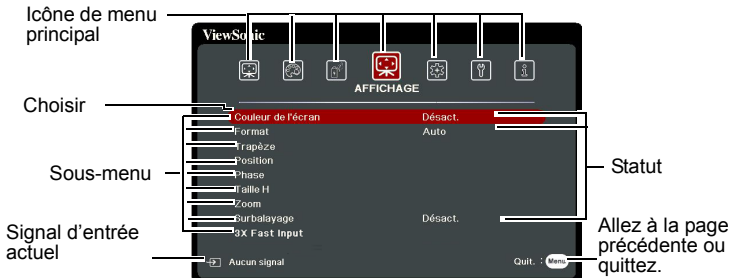 Icône de menu
principal
ViewSonic
AFFICHAGE
Choisir
Couleur de l'écran Désact.
Format Auto
Trapèze
Position
Phase
Taille H
Zoom
Surbalayage Désact.
3X Fast Input
Sous-menu
Statut
Signal d'entrée
actuel
Aucun signal
Quit. : Menu
Allez à la page
précédente ou
quittez.